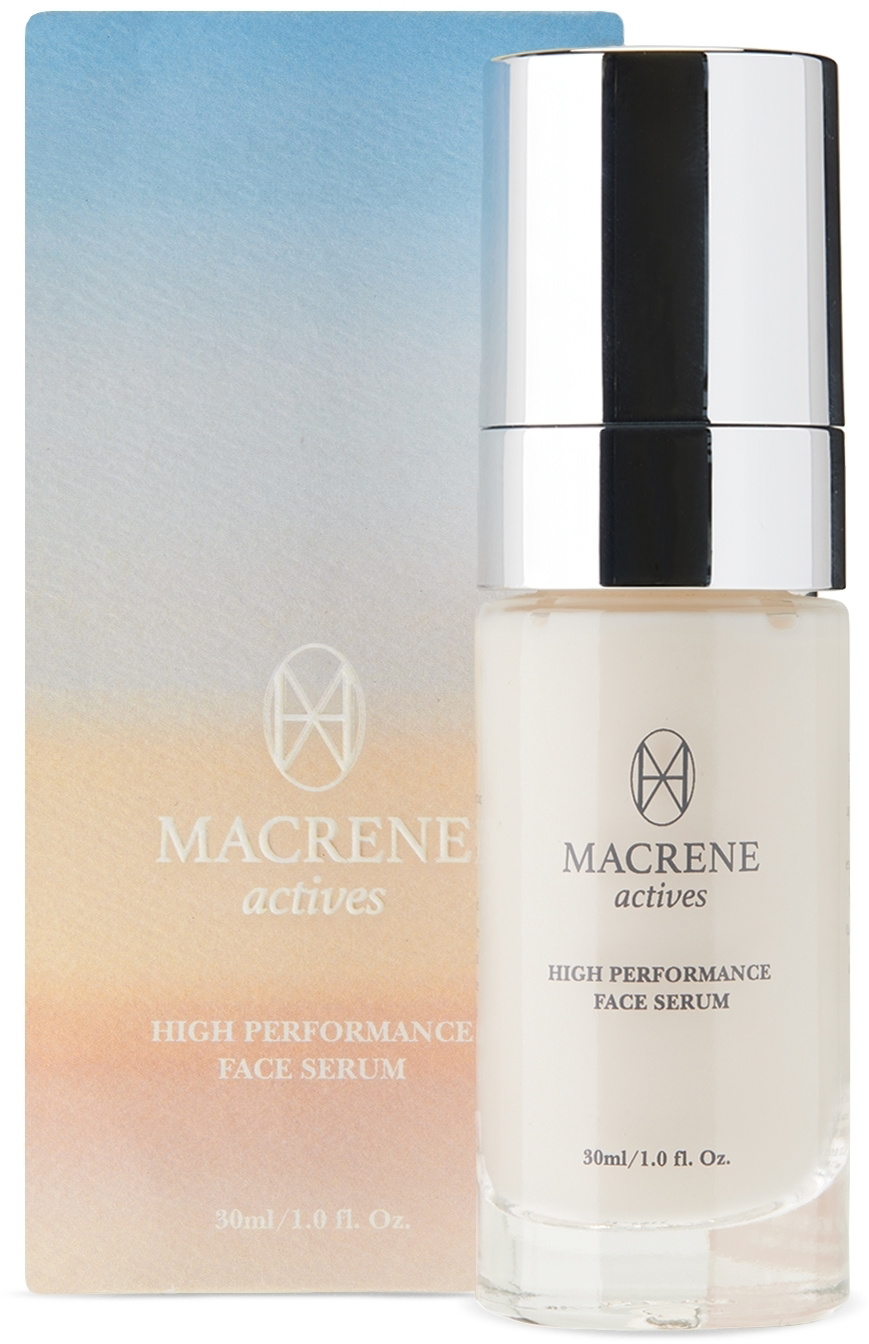 MACRENE
actives
HIGH PERFORMANCE
FACE SERUM
30ml/1.0 fl. Oz.
MACRENE
actives
HIGH PERFORMANCE
FACE SERUM
30ml/1.0 fl. Oz.